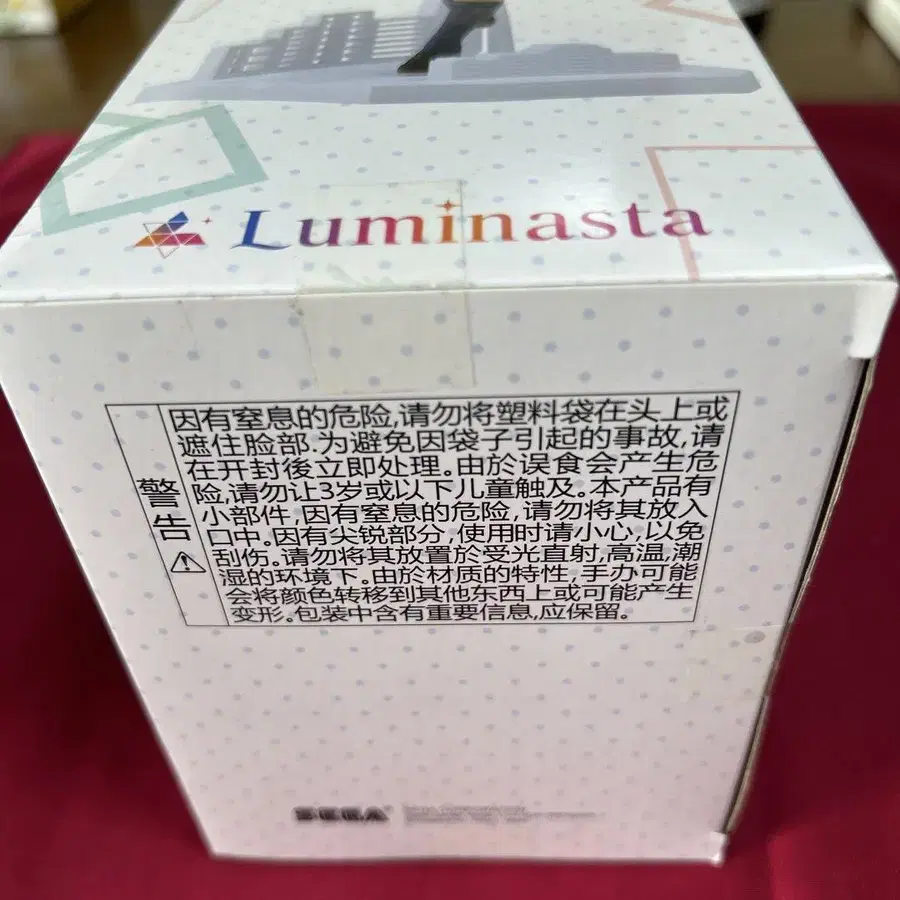 Luminasta
警告
因有窒息的危险,请勿将塑料袋在头上或
遮住脸部.为避免因袋子引起的事故,请
在开封後立即处理。由於误食会产生危
险,请勿让3岁或以下儿童触及。本产品有
小部件,因有窒息的危险,请勿将其放入
口中。因有尖锐部分,使用时请小心,以免
刮伤。请勿将其放置於受光直射,高温,潮
湿的环境下。由於材质的特性,手办可能
会将颜色转移到其他东西上或可能产生
变形。包装中含有重要信息,应保留。
SEGA